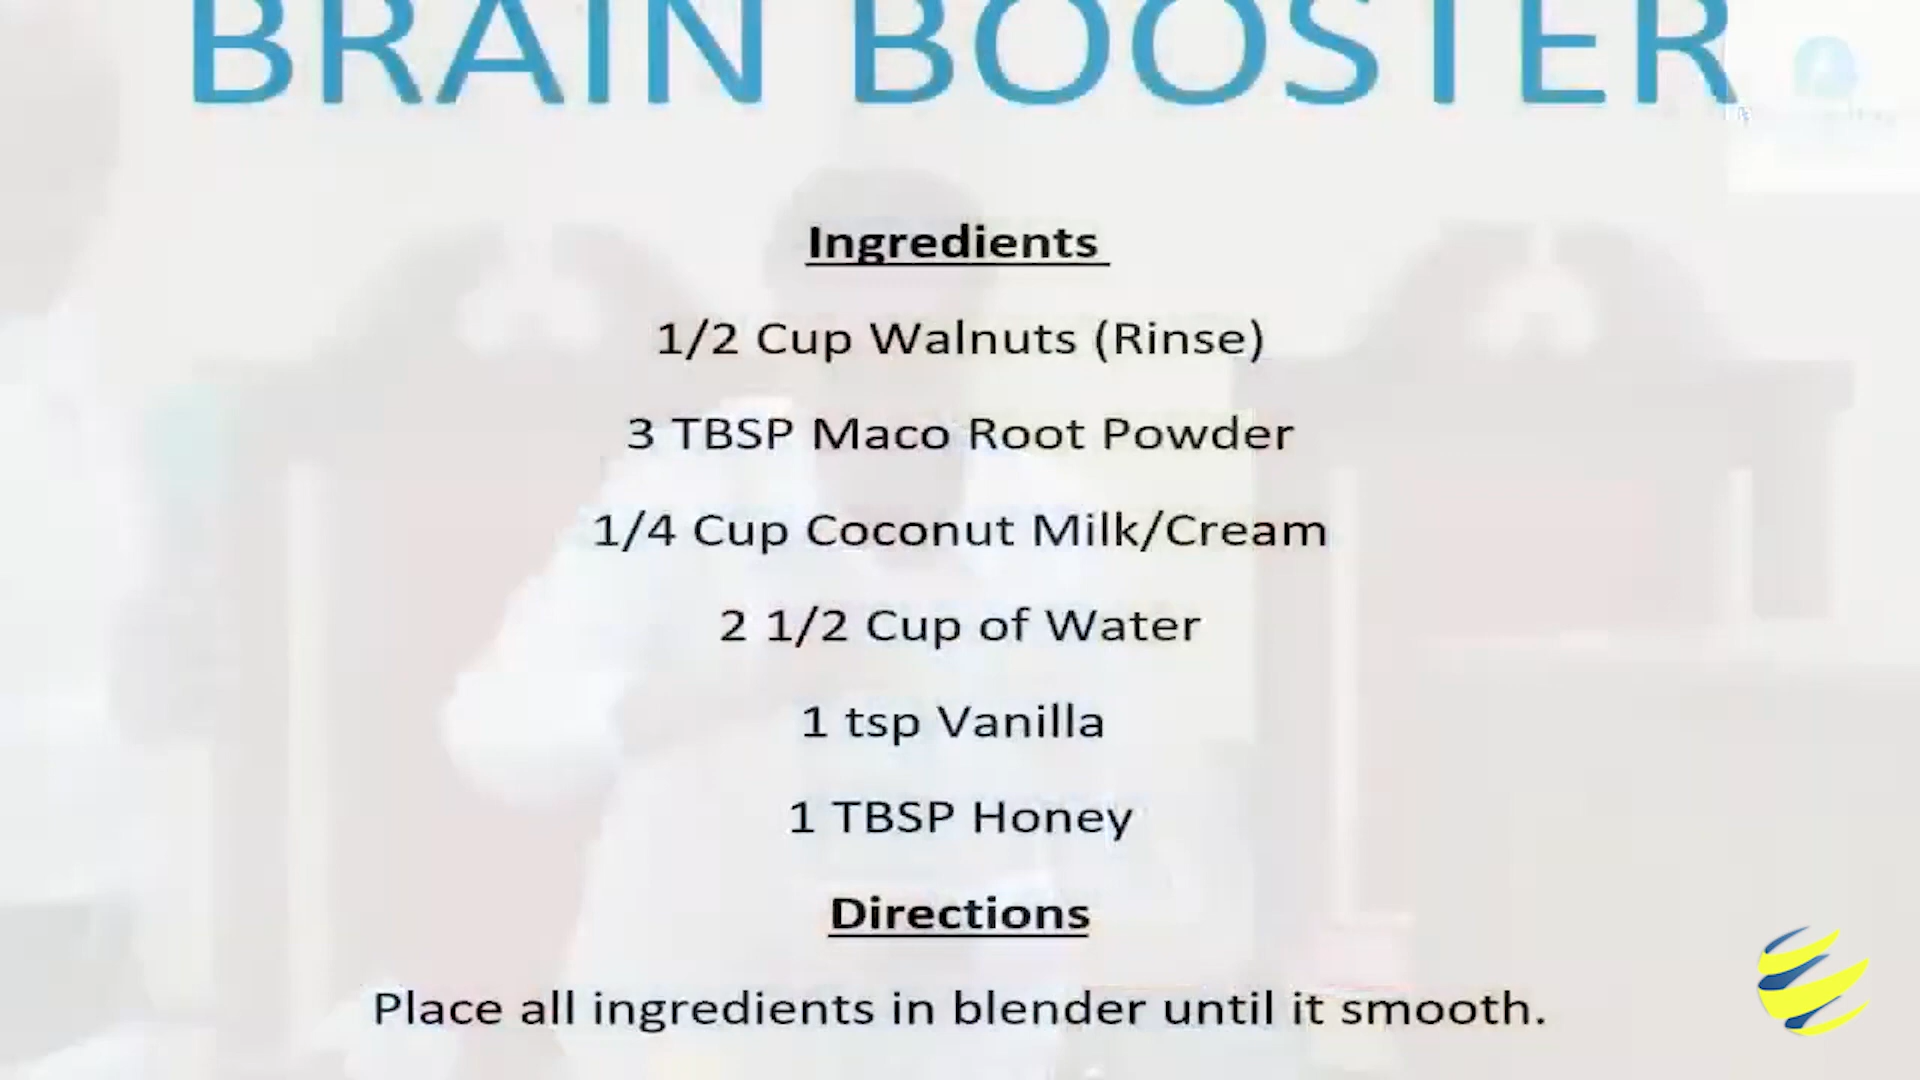 BRAIN BOOSTER
Ingredients
1/2 Cup Walnuts (Rinse)
3 TBSP Maco Root Powder
1/4 Cup Coconut Milk/Cream
2 1/2 Cup of Water
1 tsp Vanilla
1 TBSP Honey
Directions
Place all ingredients in blender until it smooth.